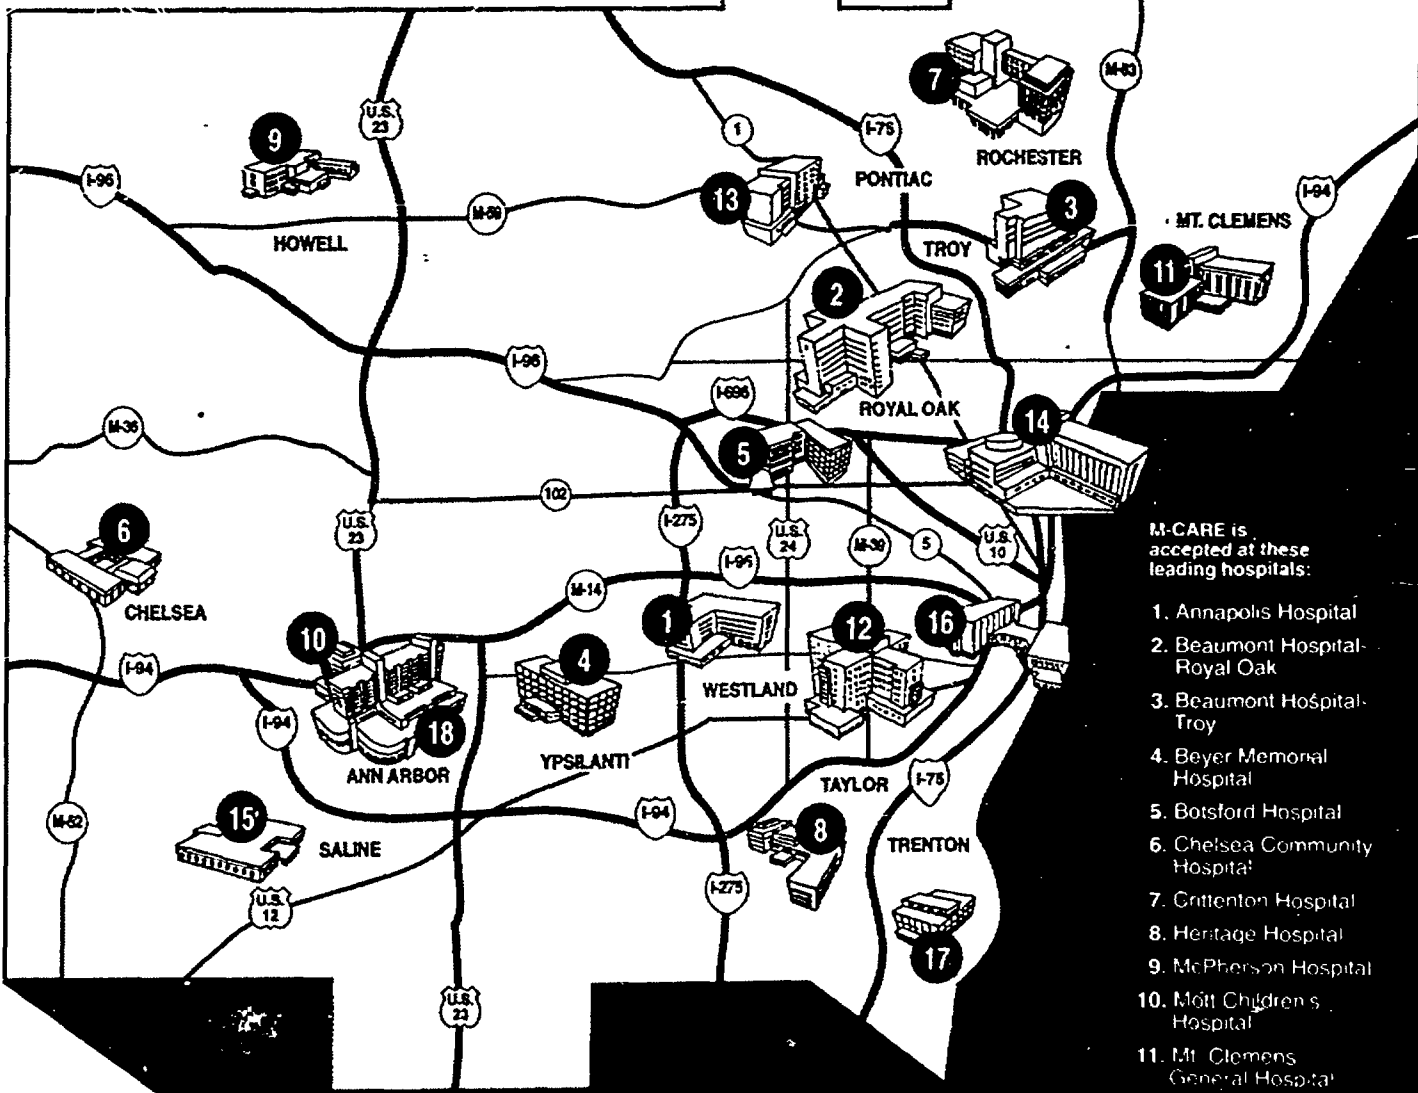 7
M-53
U.S.
23
I-75
1
9
ROCHESTER
I-96
PONTIAC
I-94
13
3
M-59
MT. CLEMENS
HOWELL
TROY
11
2
I-96
I-696
ROYAL OAK
14
M-36
5
102
6
U.S.
23
I-275
U.S.
24
M-39
5
U.S.
10
M-CARE is
accepted at these
leading hospitals:
I-96
M-14
CHELSEA
1
12
16
10
1. Annapolis Hospital
2. Beaumont Hospital-
Royal Oak
I-94
4
WESTLAND
3. Beaumont Hospital-
Troy
I-94
18
ANN ARBOR
YPSILANTI
TAYLOR
I-75
4. Beyer Memorial
Hospital
M-52
15
I-94
8
5. Botsford Hospital
SALINE
TRENTON
6. Chelsea Community
Hospital
I-275
U.S.
12
7. Crittenton Hospital
8. Heritage Hospital
17
9. McPherson Hospital
U.S.
23
10. Mott Children's
Hospital
11. Mt. Clemens
General Hospital